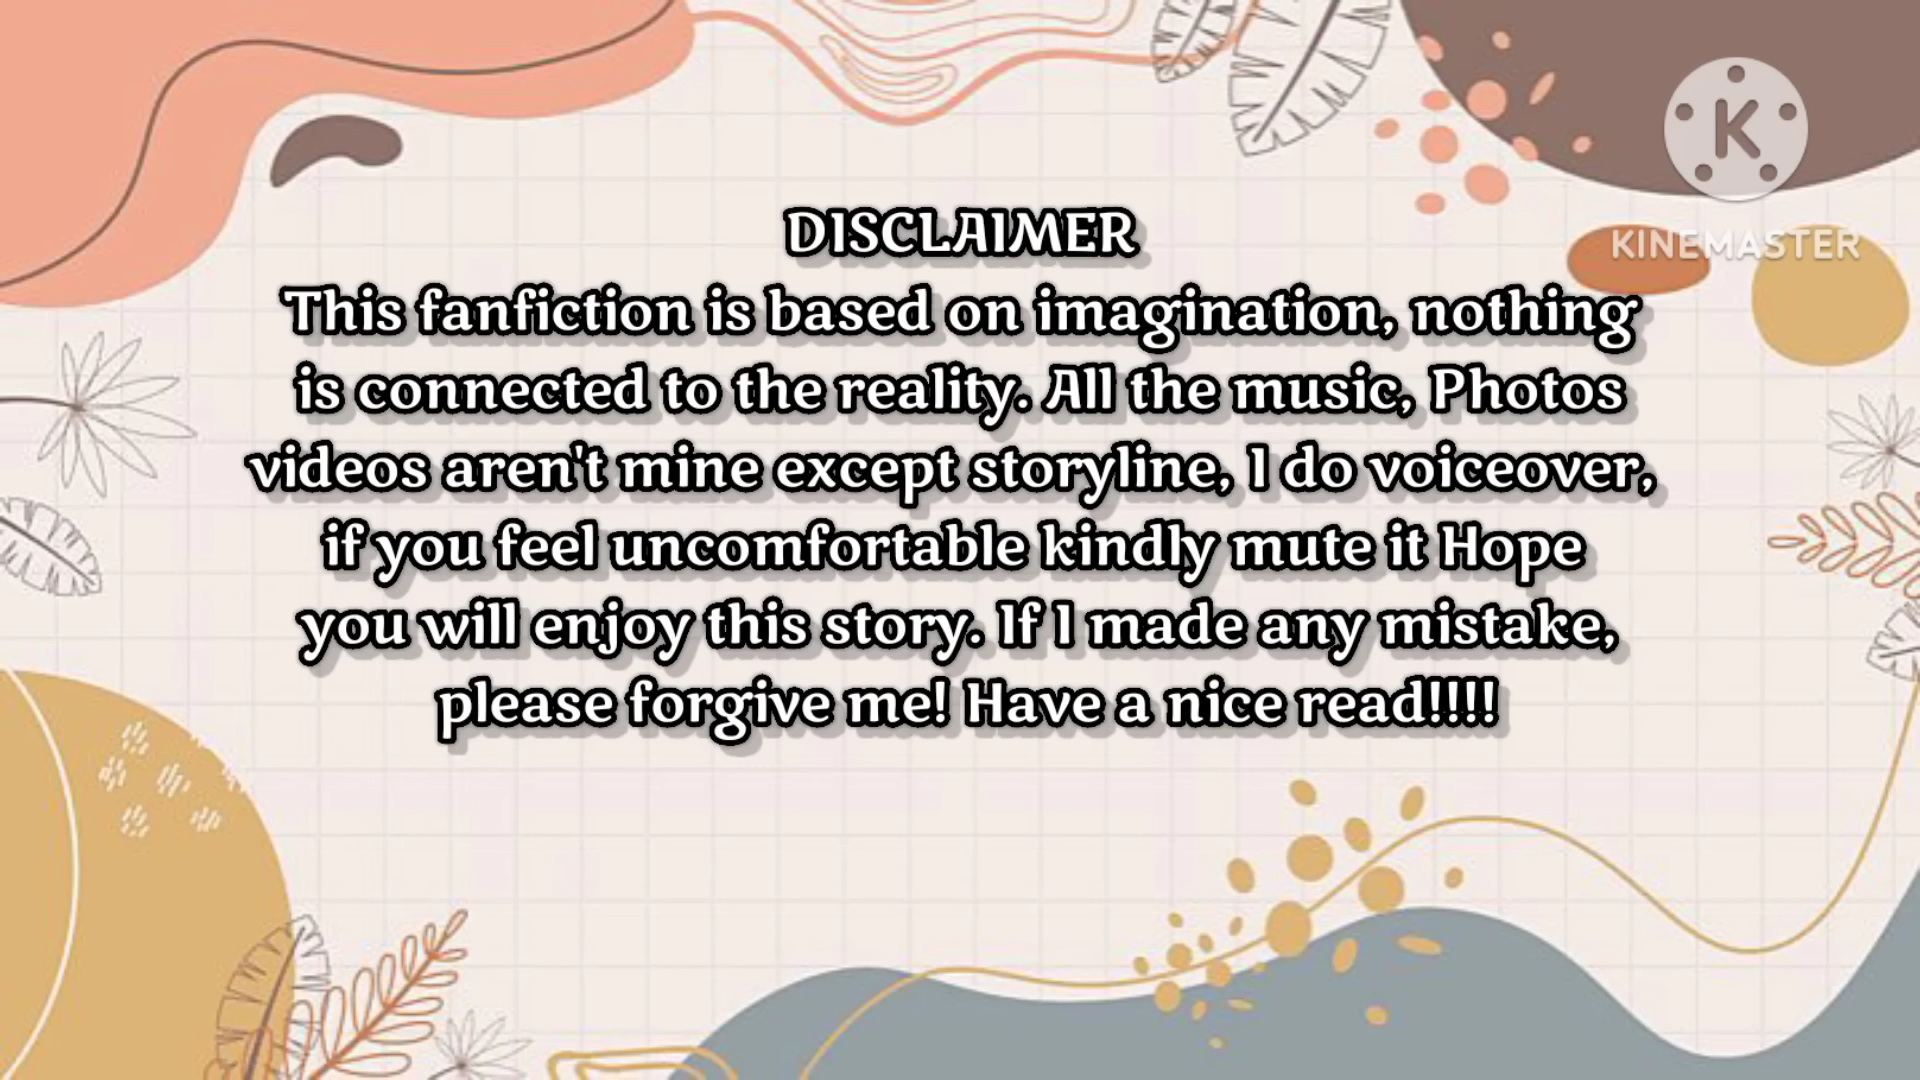 K
KINEMASTER
DISCLAIMER
This fanfiction is based on imagination, nothing
is connected to the reality. All the music, Photos
videos aren't mine except storyline, I do voiceover,
if you feel uncomfortable kindly mute it Hope
you will enjoy this story. If I made any mistake,
please forgive me! Have a nice read!!!!